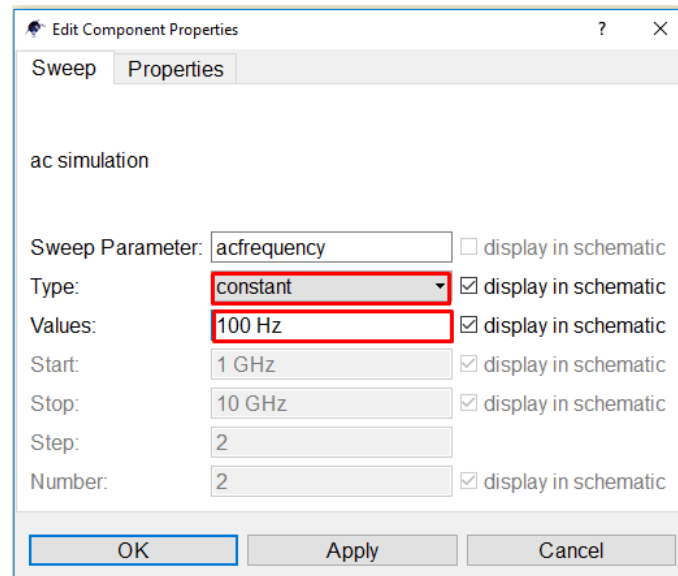 Edit Component Properties ?
Sweep Properties
ac simulation
Sweep Parameter: acfrequency display in schematic
Type: constant display in schematic
Values: 100 Hz display in schematic
Start: 1 GHz display in schematic
Stop: 10 GHz display in schematic
Step: 2
Number: 2 display in schematic
OK Apply Cancel